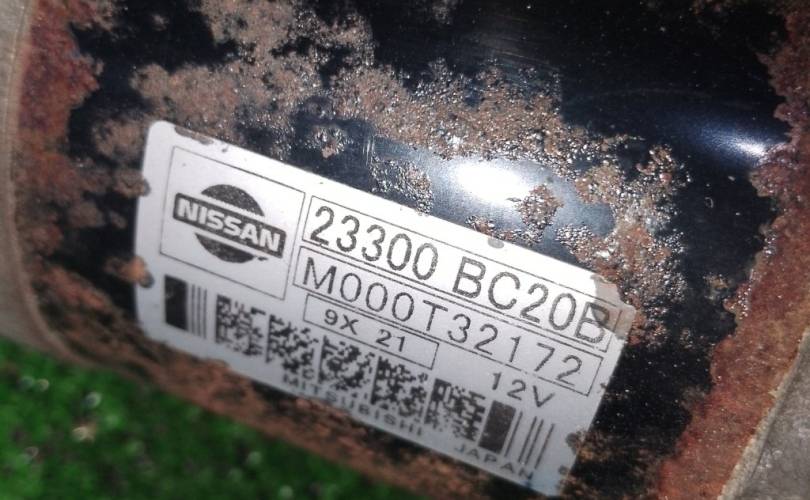 NISSAN
23300 BC20B
M000T32172
9X 21
12V
MITSUBISHI JAPAN